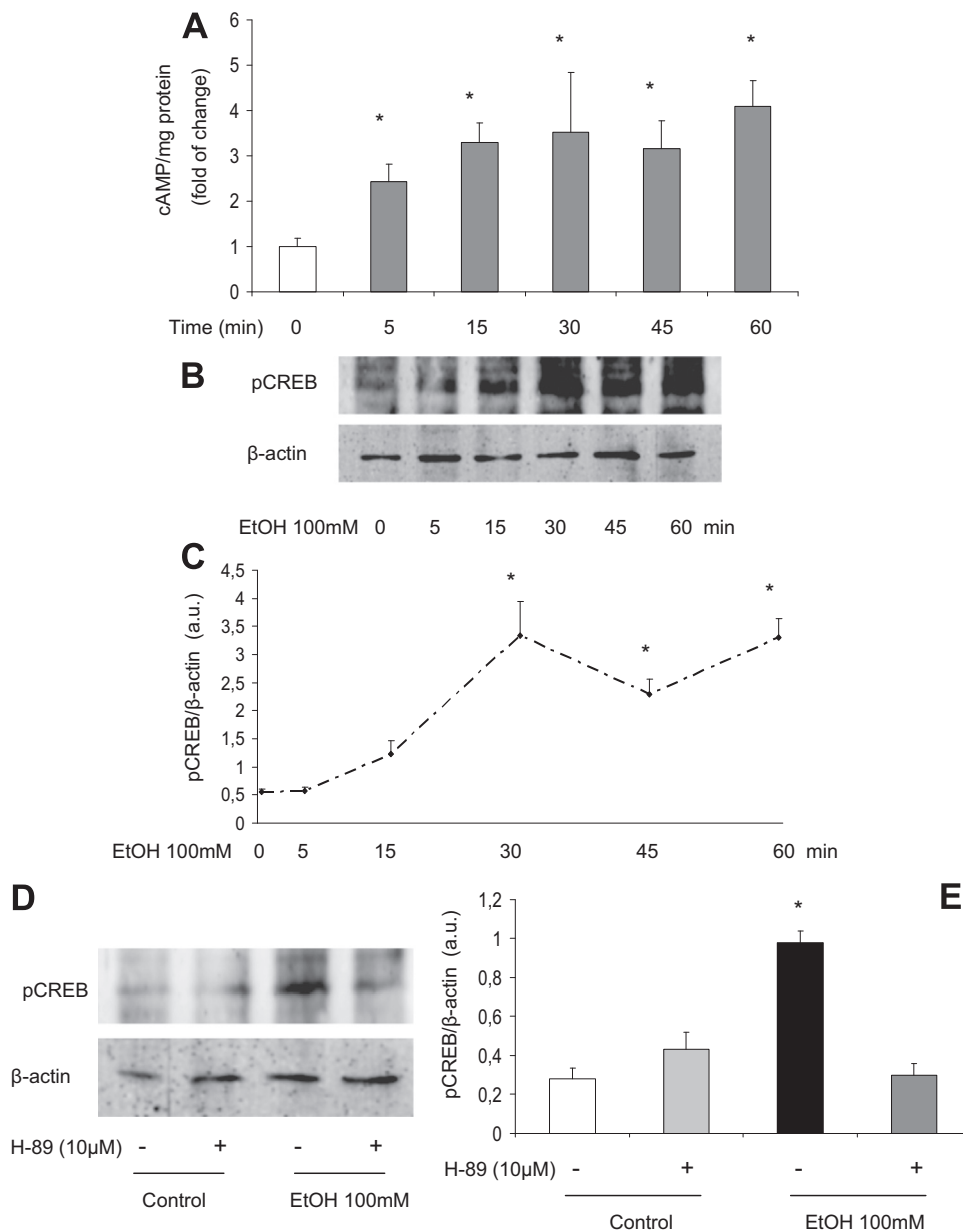 A
cAMP/mg protein
(fold of change)
6
5
4
3
2
1
0
* * * * *
Time (min) 0 5 15 30 45 60
B
pCREB
β-actin
EtOH 100mM 0 5 15 30 45 60 min
C
pCREB/β-actin (a.u.)
4,5
4
3,5
3
2,5
2
1,5
1
0,5
0
* * *
EtOH 100mM 0 5 15 30 45 60 min
D
pCREB
β-actin
H-89 (10µM) - + - +
Control EtOH 100mM
E
pCREB/β-actin (a.u.)
1,2
1
0,8
0,6
0,4
0,2
0
*
H-89 (10µM) - + - +
Control EtOH 100mM